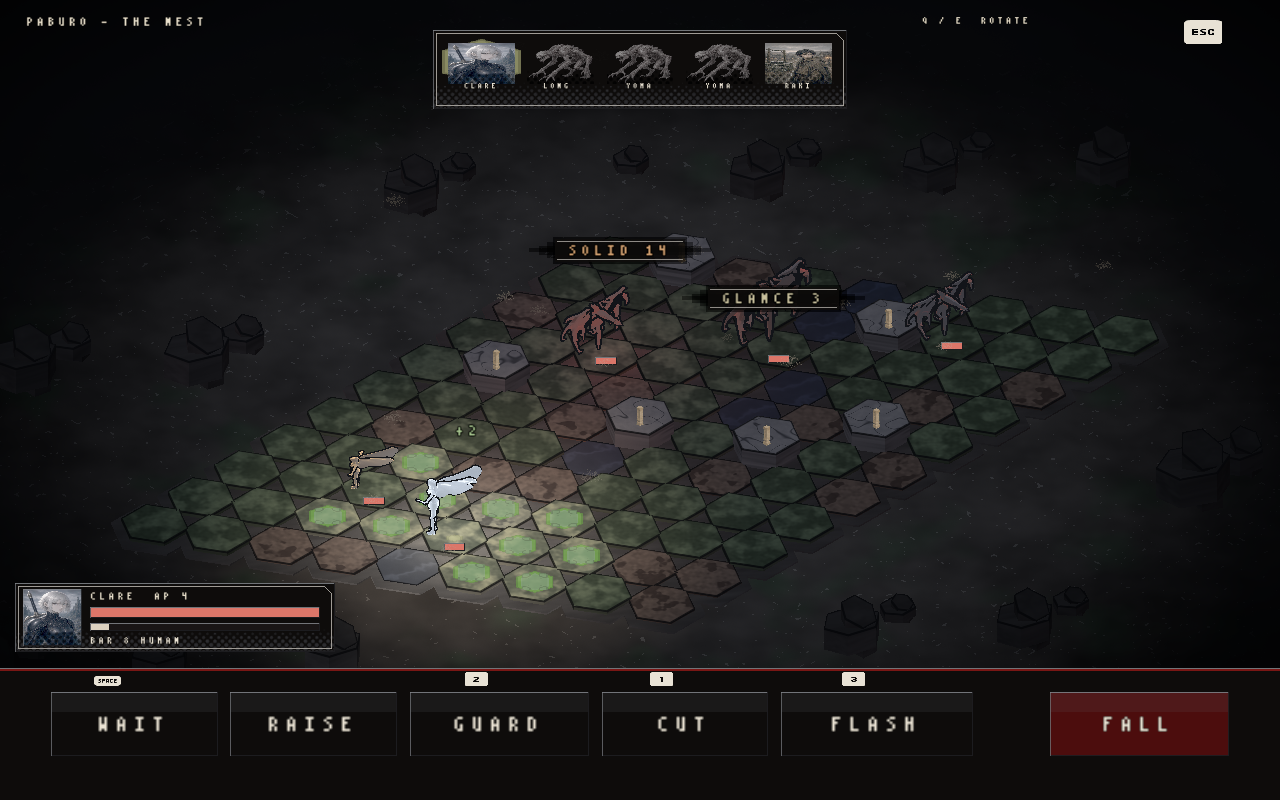 PABURO - THE NEST
Q / E ROTATE
ESC
CLARE
LONG
YOMA
YOMA
RAKI
SOLID 14
GLANCE 3
+2
CLARE AP 4
BAR 8 HUMAN
SPACE
2
1
3
WAIT
RAISE
GUARD
CUT
FLASH
FALL